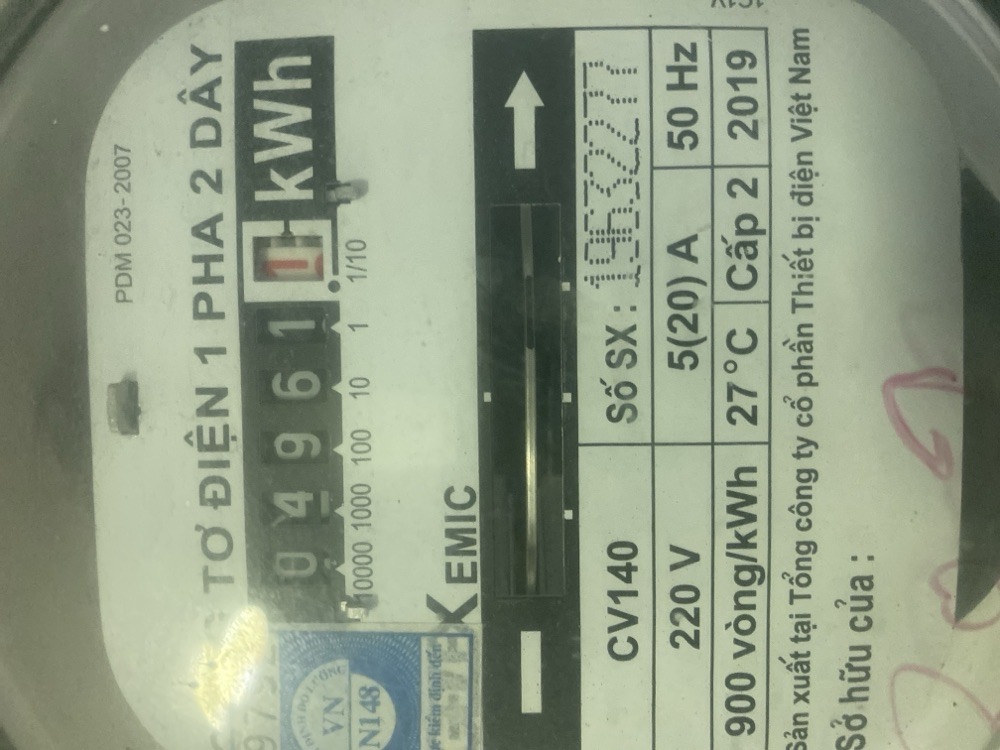 PDM 023-2007
TƠ ĐIỆN 1 PHA 2 DÂY
0 4 9 6 1 1 kWh
10000 1000 100 10 1 1/10
EMIC
VN
N148
CV140 Số SX : 19E32277
220 V 5(20) A 50 Hz
900 vòng/kWh 27°C Cấp 2 2019
Sản xuất tại Tổng công ty cổ phần Thiết bị điện Việt Nam
Sở hữu của :